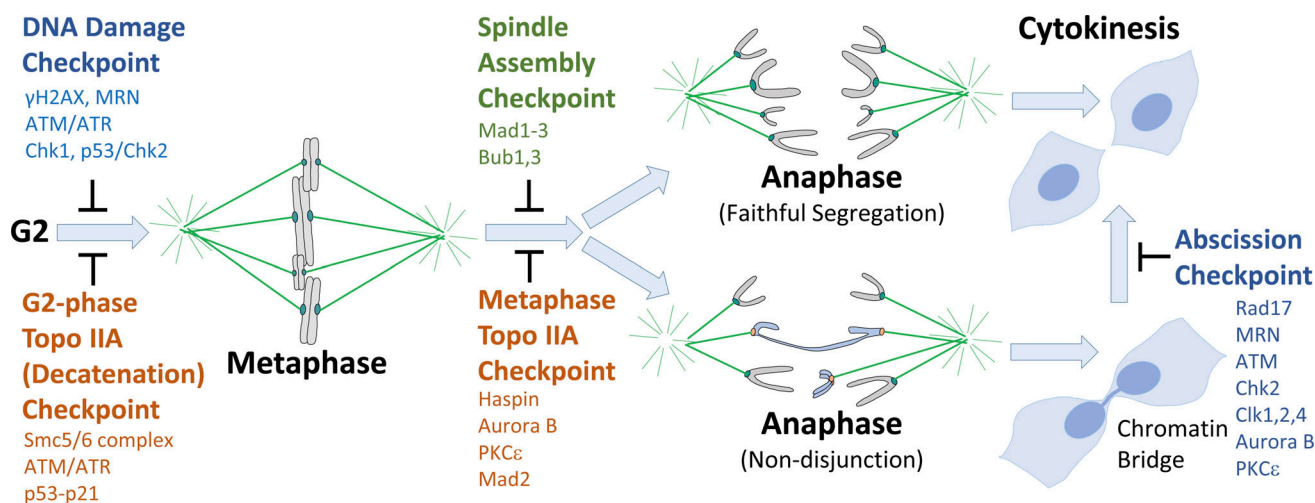 DNA Damage
Checkpoint
γH2AX, MRN
ATM/ATR
Chk1, p53/Chk2
G2
G2-phase
Topo IIA
(Decatenation)
Checkpoint
Smc5/6 complex
ATM/ATR
p53-p21
Metaphase
Spindle
Assembly
Checkpoint
Mad1-3
Bub1,3
Metaphase
Topo IIA
Checkpoint
Haspin
Aurora B
PKCε
Mad2
Anaphase
(Faithful Segregation)
Anaphase
(Non-disjunction)
Cytokinesis
Abscission
Checkpoint
Rad17
MRN
ATM
Chk2
Clk1,2,4
Aurora B
PKCε
Chromatin
Bridge